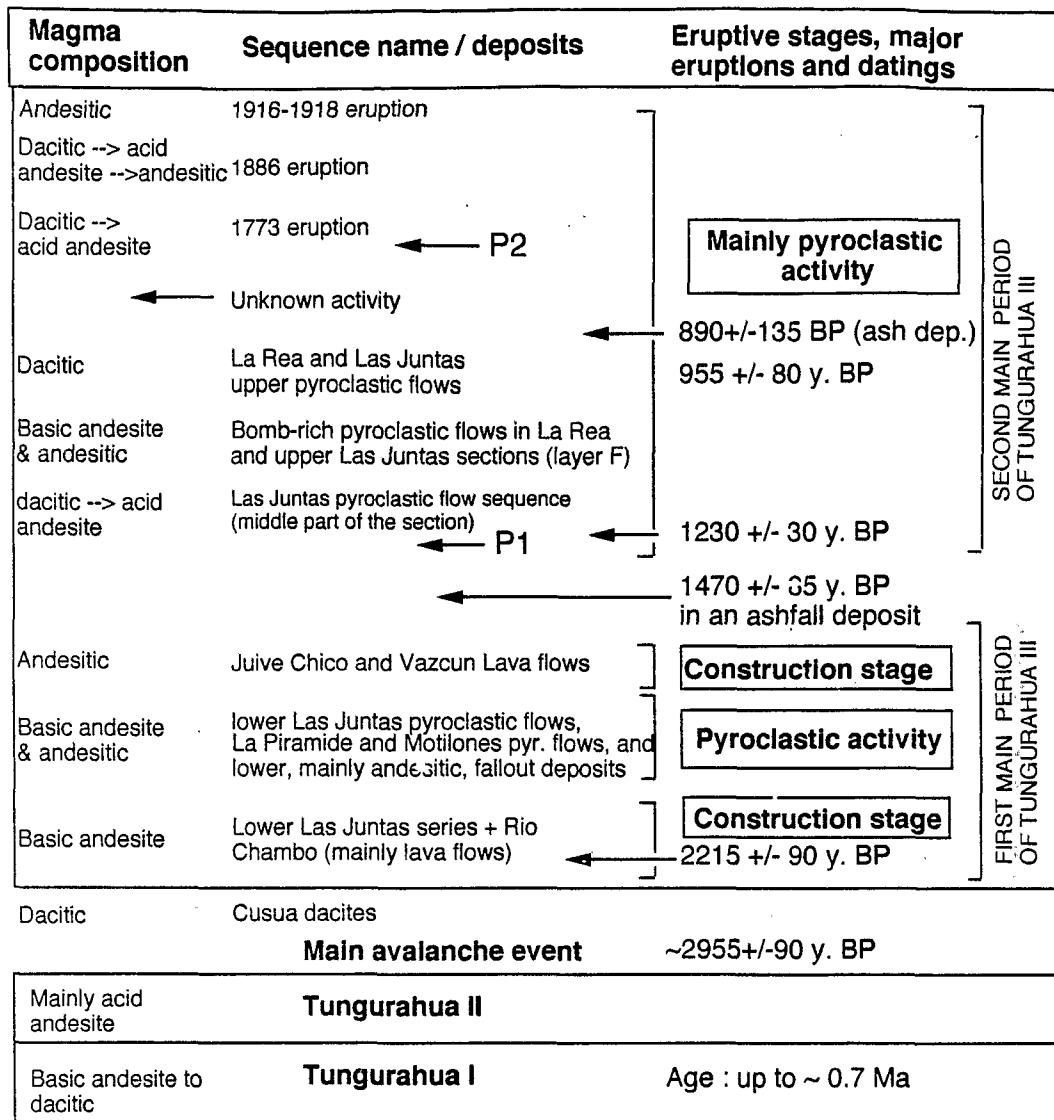 Magma composition
Sequence name / deposits
Eruptive stages, major eruptions and datings
Andesitic
1916-1918 eruption
Dacitic --> acid
andesite -->andesitic
1886 eruption
Dacitic -->
acid andesite
1773 eruption
P2
Mainly pyroclastic
activity
Unknown activity
890+/-135 BP (ash dep.)
Dacitic
La Rea and Las Juntas
upper pyroclastic flows
955 +/- 80 y. BP
Basic andesite
& andesitic
Bomb-rich pyroclastic flows in La Rea
and upper Las Juntas sections (layer F)
dacitic --> acid
andesite
Las Juntas pyroclastic flow sequence
(middle part of the section)
P1
1230 +/- 30 y. BP
SECOND MAIN PERIOD
OF TUNGURAHUA III
1470 +/- y. BP
in an ashfall deposit
Andesitic
Juive Chico and Vazcun Lava flows
Construction stage
Basic andesite
& andesitic
lower Las Juntas pyroclastic flows,
La Piramide and Motilones pyr. flows, and
lower, mainly andesitic, fallout deposits
Pyroclastic activity
Basic andesite
Lower Las Juntas series + Rio
Chambo (mainly lava flows)
Construction stage
2215 +/- 90 y. BP
FIRST MAIN PERIOD
OF TUNGURAHUA III
Dacitic
Cusua dacites
Main avalanche event
~2955+/-90 y. BP
Mainly acid
andesite
Tungurahua II
Basic andesite to
dacitic
Tungurahua I
Age : up to ~ 0.7 Ma